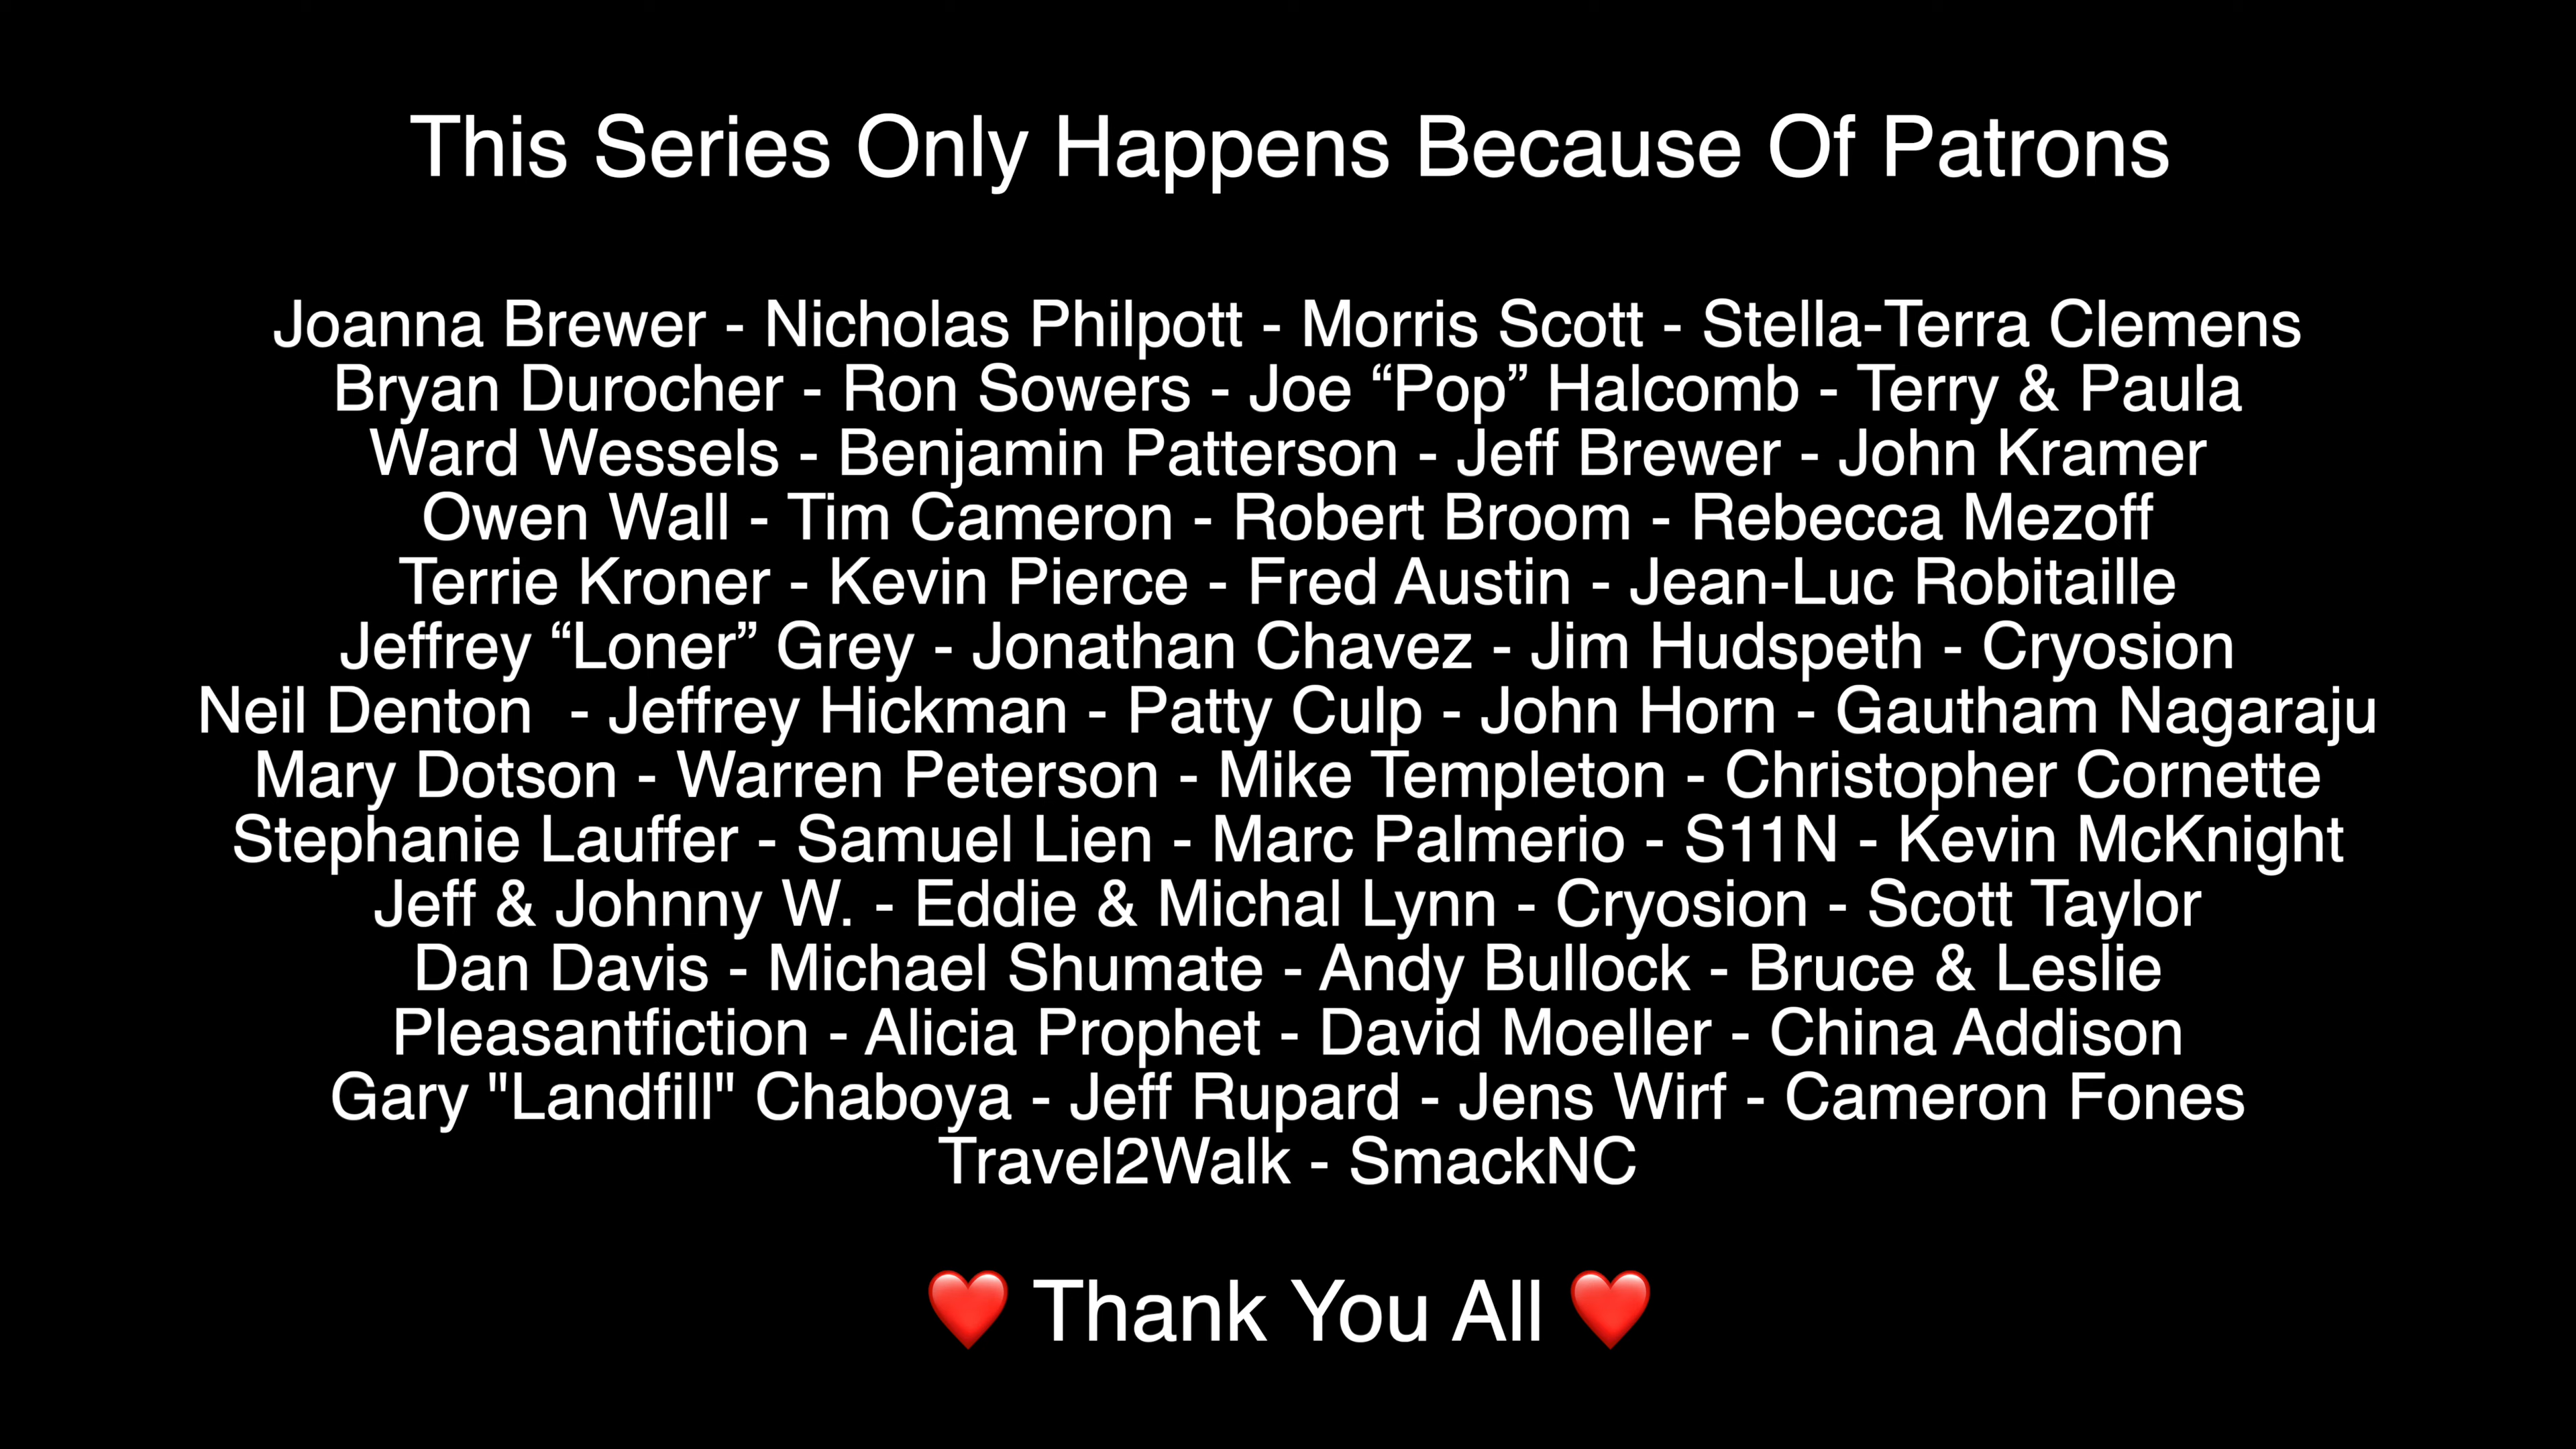 This Series Only Happens Because Of Patrons
Joanna Brewer - Nicholas Philpott - Morris Scott - Stella-Terra Clemens
Bryan Durocher - Ron Sowers - Joe “Pop” Halcomb - Terry & Paula
Ward Wessels - Benjamin Patterson - Jeff Brewer - John Kramer
Owen Wall - Tim Cameron - Robert Broom - Rebecca Mezoff
Terrie Kroner - Kevin Pierce - Fred Austin - Jean-Luc Robitaille
Jeffrey “Loner” Grey - Jonathan Chavez - Jim Hudspeth - Cryosion
Neil Denton  - Jeffrey Hickman - Patty Culp - John Horn - Gautham Nagaraju
Mary Dotson - Warren Peterson - Mike Templeton - Christopher Cornette
Stephanie Lauffer - Samuel Lien - Marc Palmerio - S11N - Kevin McKnight
Jeff & Johnny W. - Eddie & Michal Lynn - Cryosion - Scott Taylor
Dan Davis - Michael Shumate - Andy Bullock - Bruce & Leslie
Pleasantfiction - Alicia Prophet - David Moeller - China Addison
Gary "Landfill" Chaboya - Jeff Rupard - Jens Wirf - Cameron Fones
Travel2Walk - SmackNC
❤️ Thank You All ❤️